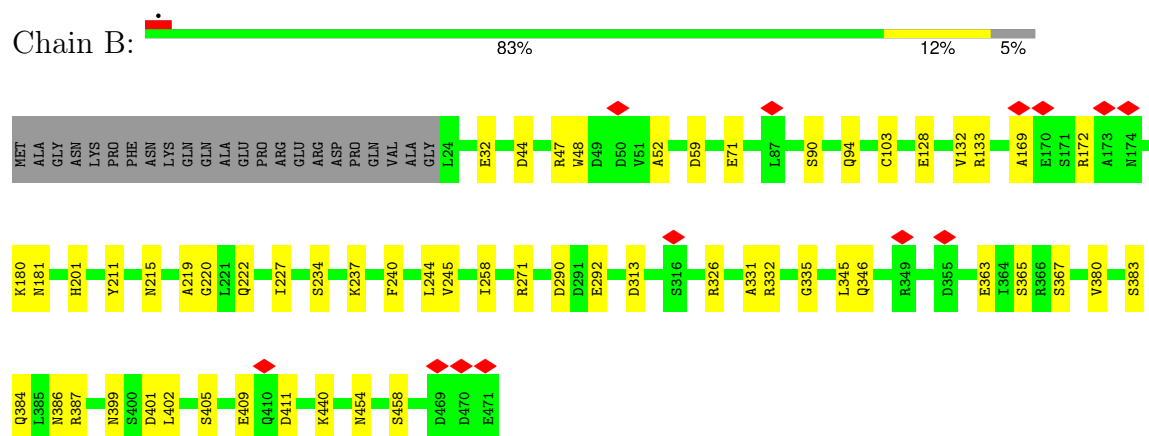 Chain B:
83% 12% 5%
MET ALA GLY ASN LYS PRO PHE ASN LYS GLN GLN ALA GLU PRO ARG GLU ARG ASP PRO GLN VAL ALA GLY L24 E32 D44 R47 W48 D49 D50 V51 A52 D59 E71 L87 S90 Q94 C103 E128 V132 R133 A169 E170 S171 R172 A173 N174
K180 N181 H201 Y211 N215 A219 G220 L221 Q222 I227 S234 K237 F240 L244 V245 I258 R271 D290 D291 E292 D313 S316 R326 A331 R332 G335 L345 Q346 R349 D355 E363 I364 S365 R366 S367 V380 S383
Q384 L385 N386 R387 N399 S400 D401 L402 S405 E409 Q410 D411 K440 N454 S458 D469 D470 E471